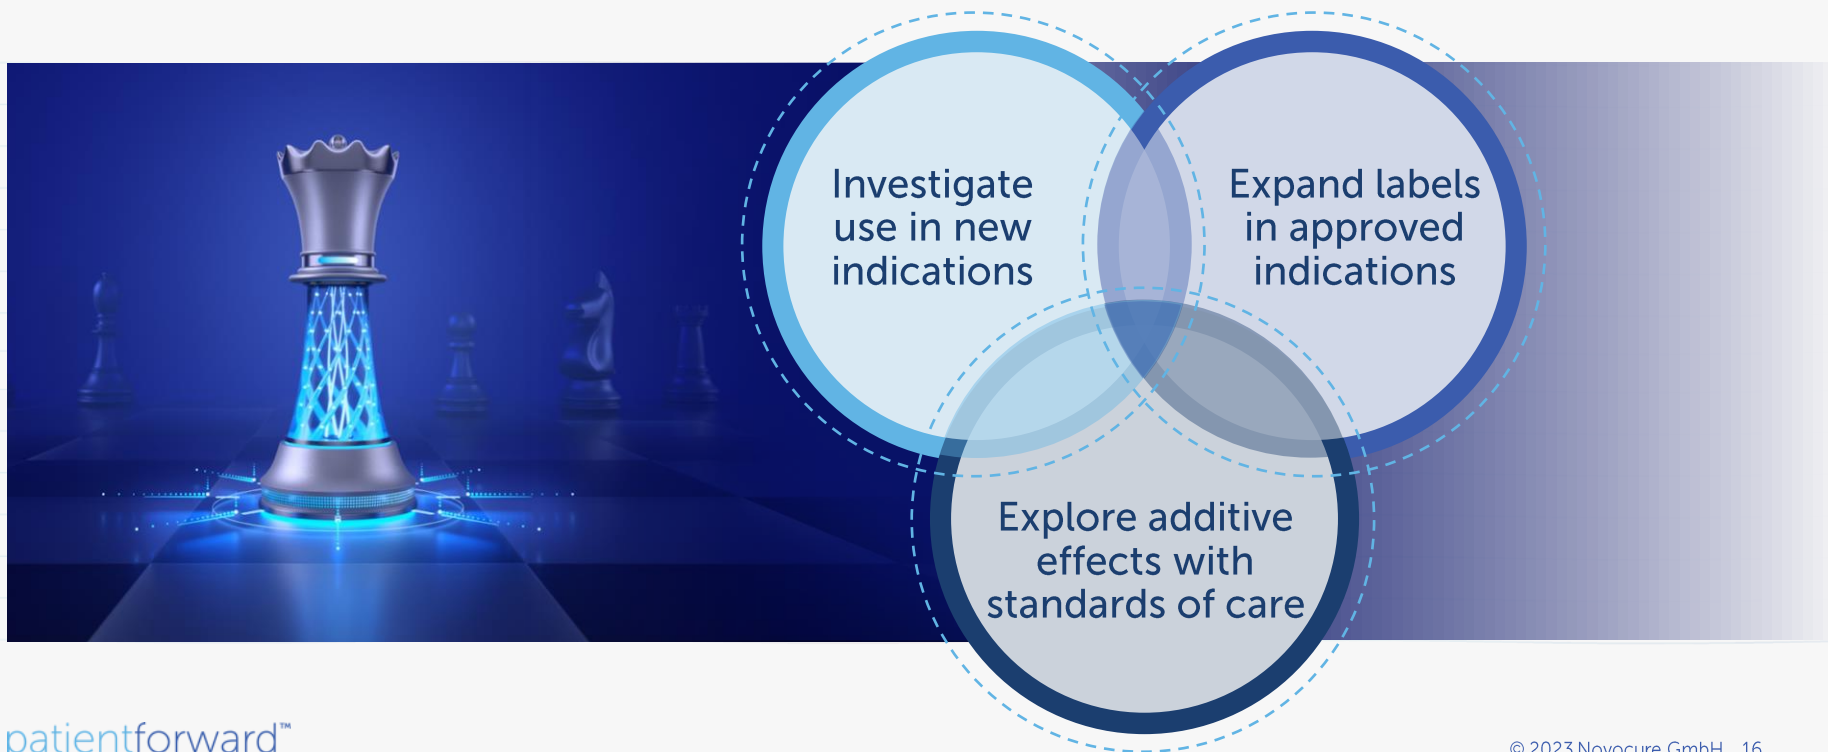 Investigate
use in new
indications
Expand labels
in approved
indications
Explore additive
effects with
standards of care
patientforward™
© 2023 Novocure GmbH 16